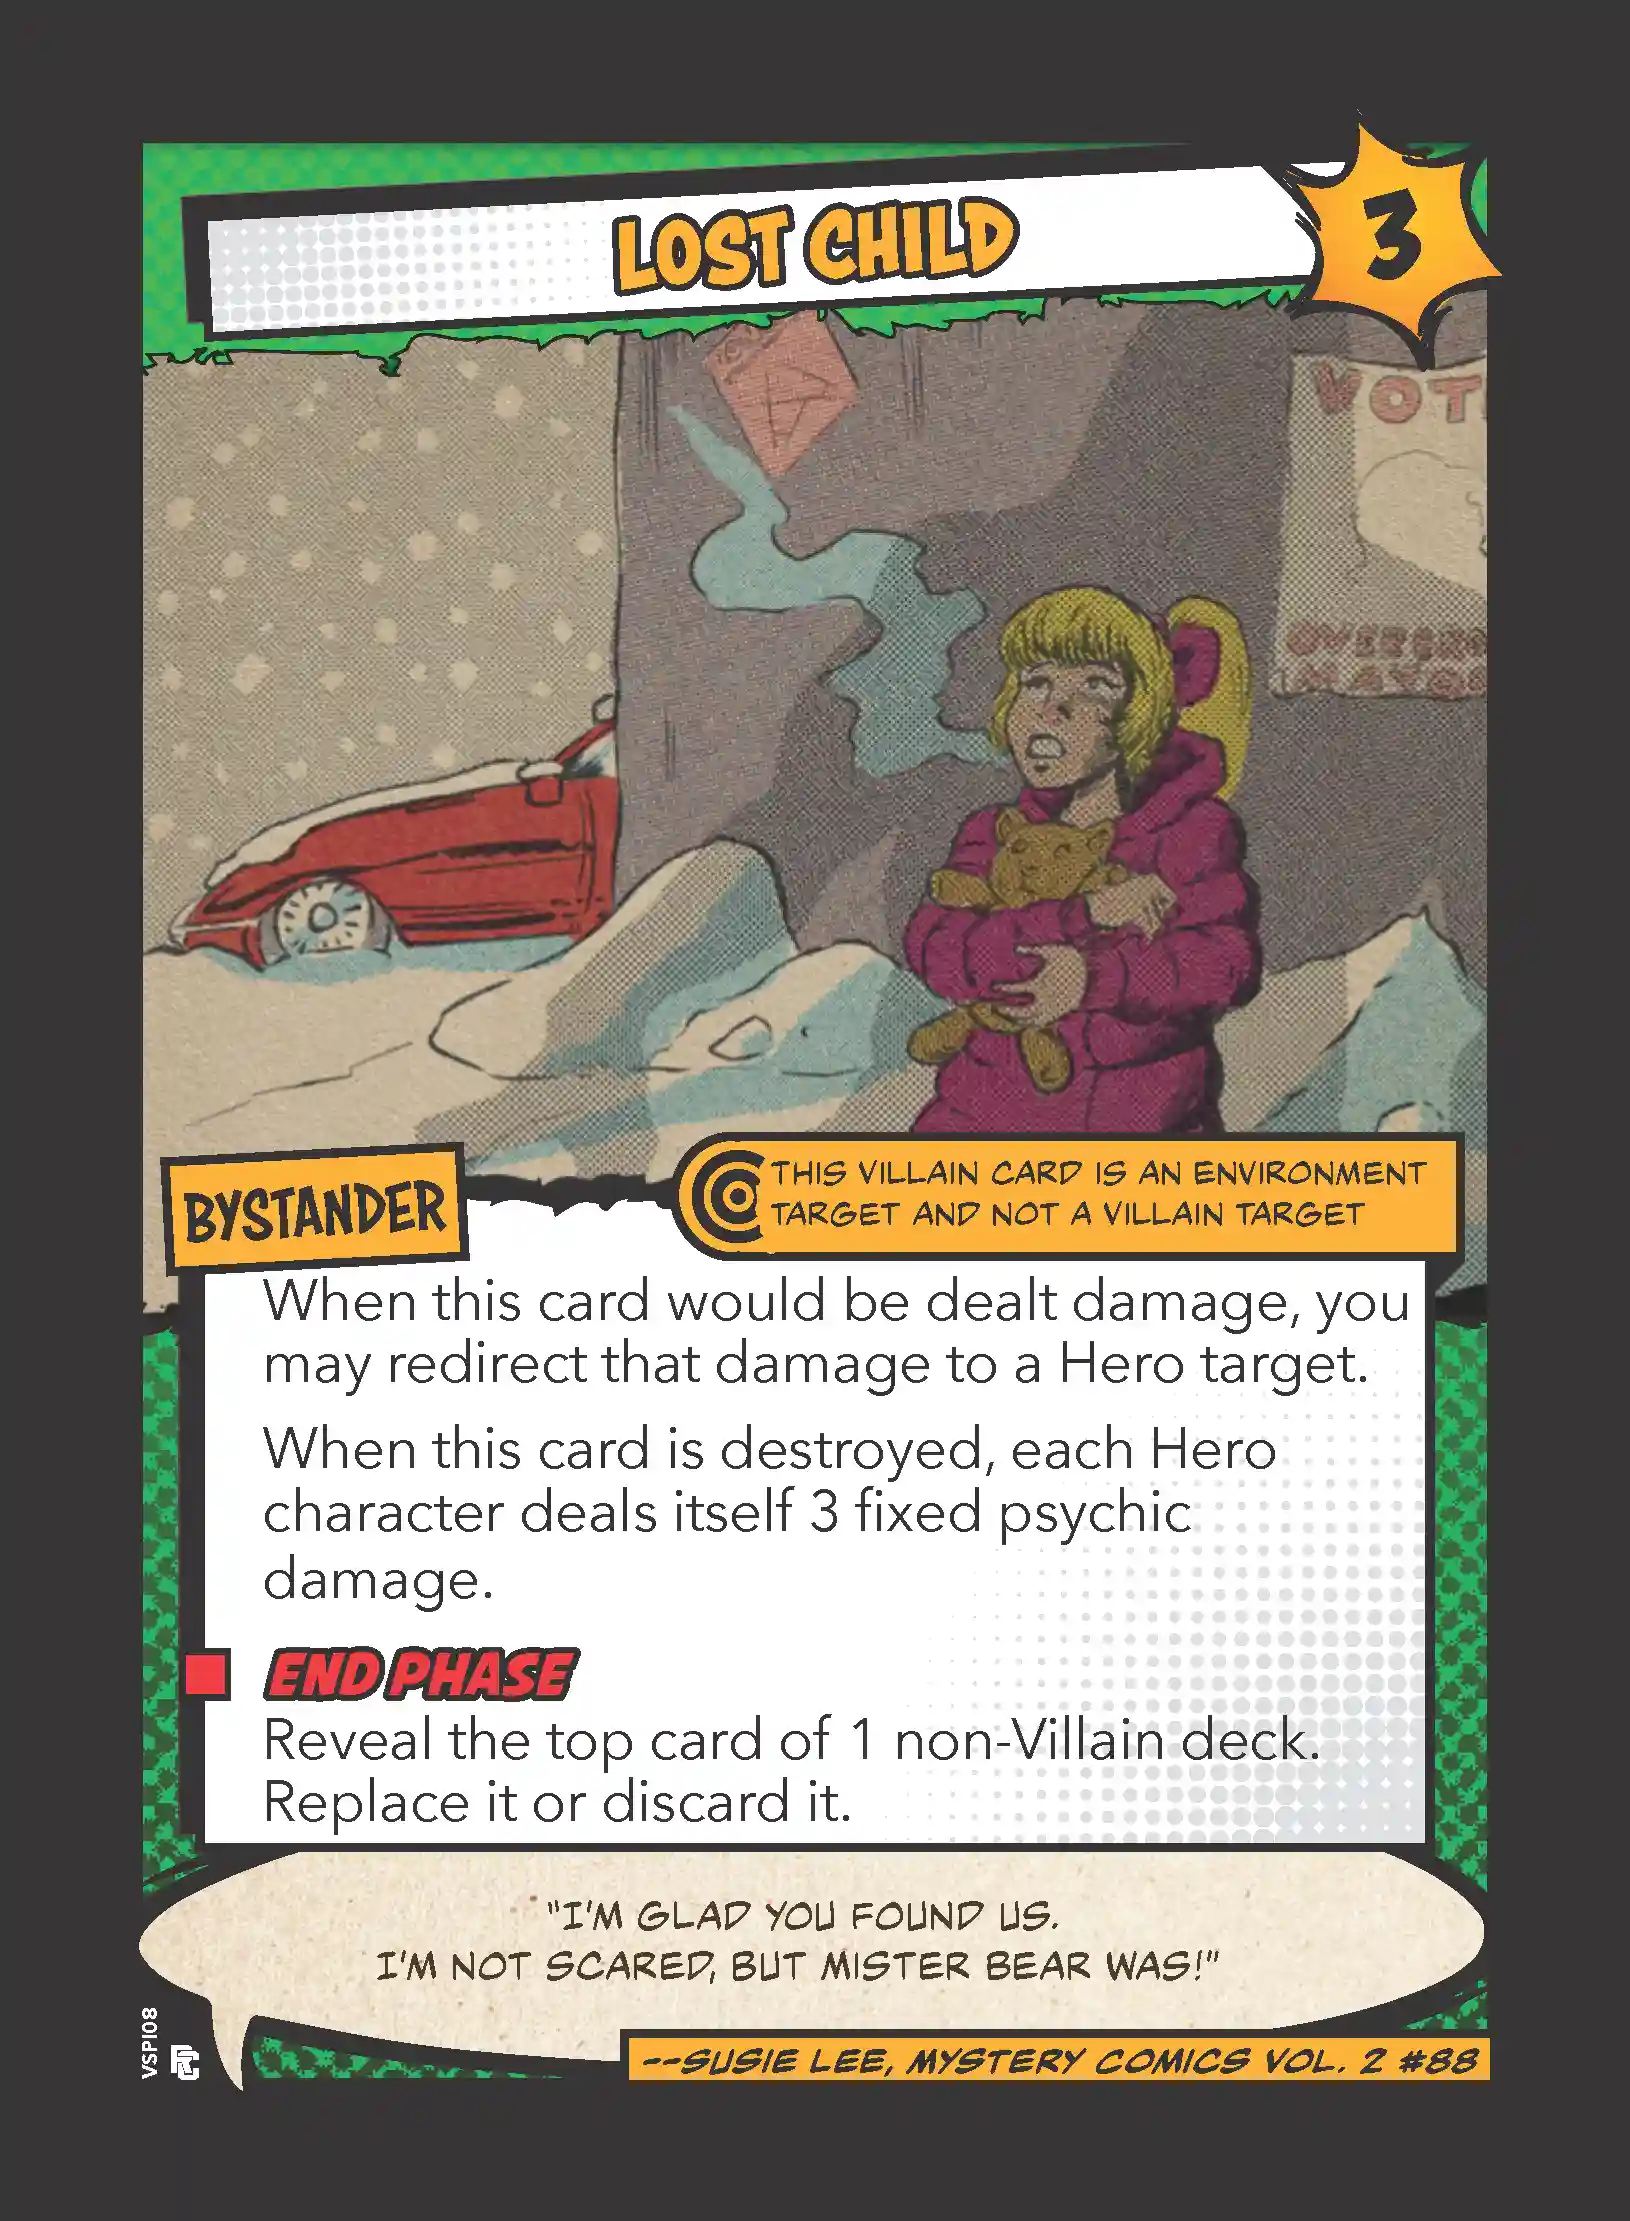 LOST CHILD
3
VOT
BYSTANDER
THIS VILLAIN CARD IS AN ENVIRONMENT
TARGET AND NOT A VILLAIN TARGET
When this card would be dealt damage, you
may redirect that damage to a Hero target.
When this card is destroyed, each Hero
character deals itself 3 fixed psychic
damage.
END PHASE
Reveal the top card of 1 non-Villain deck.
Replace it or discard it.
"I'M GLAD YOU FOUND US.
I'M NOT SCARED, BUT MISTER BEAR WAS!"
--SUSIE LEE, MYSTERY COMICS VOL. 2 #88
VSPI08